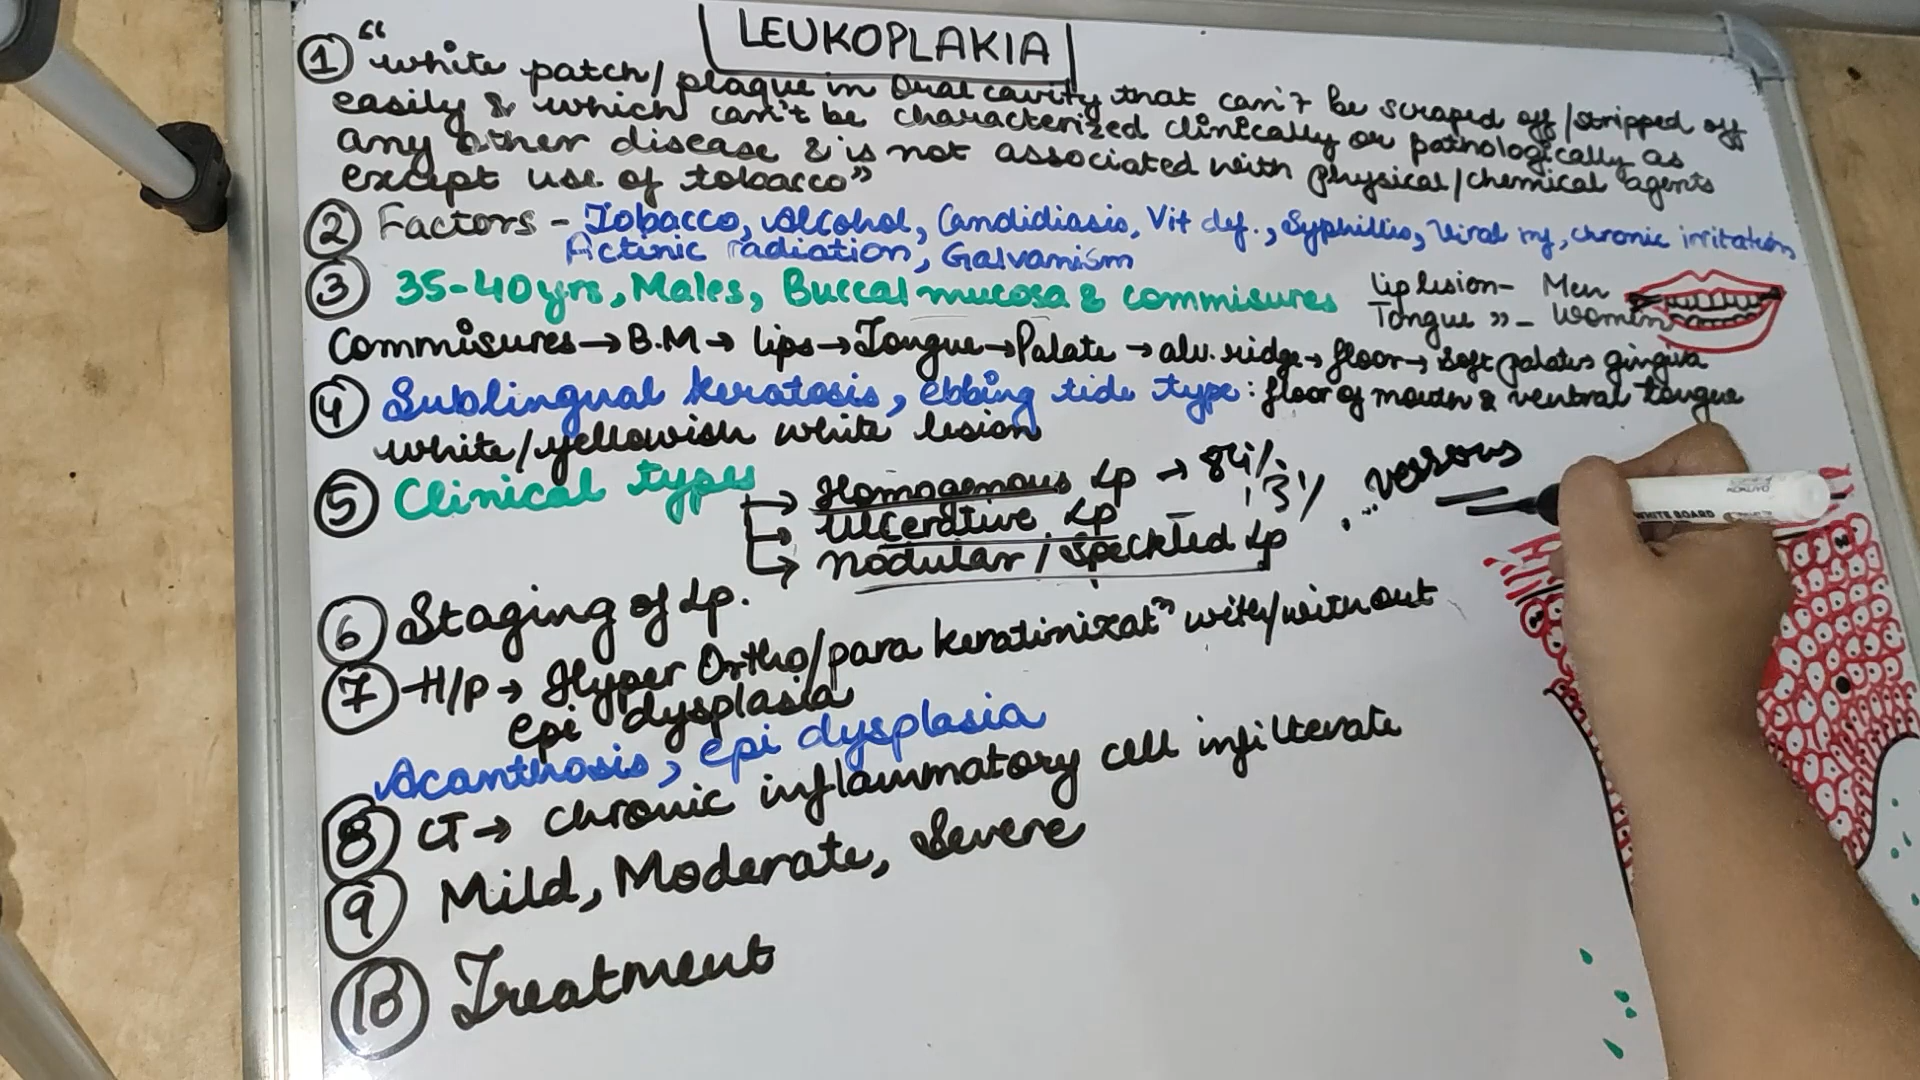 LEUKOPLAKIA
① "White patch/plaque in Oral cavity that can't be scraped off/stripped off
easily & which can't be characterized clinically or pathologically as
any other disease & is not associated with physical/chemical agents
except use of tobacco"
② Factors - Tobacco, Alcohol, Candidiasis, Vit def., Syphillis, Viral inf, chronic irritation
Actinic radiation, Galvanism
③ 35-40yrs, Males, Buccal mucosa & commisures
Lip lesion - Men
Tongue " - Women
Commisures → B.M → Lips → Tongue → Palate → alv. ridge → floor → soft palate gingiva
④ Sublingual keratosis, ebbing tide type: floor of mouth & ventral tongue
white/yellowish white lesion
⑤ Clinical types
→ Homogenous Lp → 84%
→ Ulcerative Lp - 13%
→ Nodular/Speckled Lp
⑥ Staging of Lp.
⑦ H/P → Hyper Ortho/para keratinizatⁿ with/without
epi dysplasia
Acanthosis, epi dysplasia
⑧ CT → Chronic inflammatory cell infilterate
⑨ Mild, Moderate, Severe
⑩ Treatment
WHITE BOARD